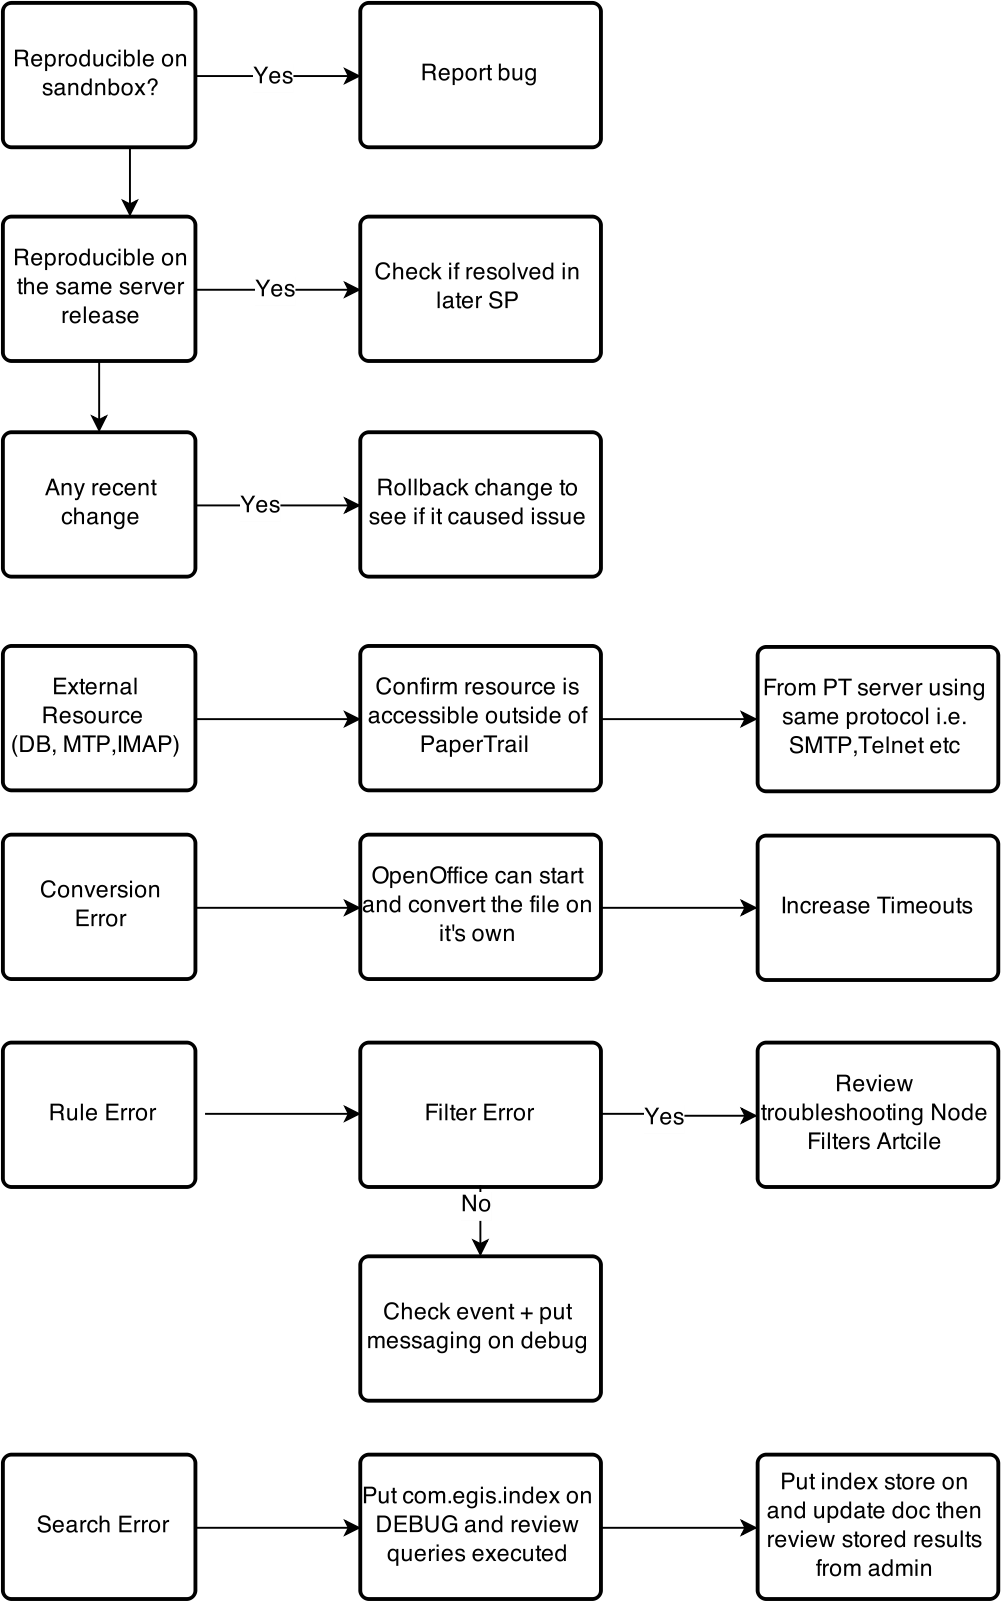 Reproducible on
sandnbox?
Yes
Report bug
Reproducible on
the same server
release
Yes
Check if resolved in
later SP
Any recent
change
Yes
Rollback change to
see if it caused issue
External
Resource
(DB, MTP,IMAP)
Confirm resource is
accessible outside of
PaperTrail
From PT server using
same protocol i.e.
SMTP,Telnet etc
Conversion
Error
OpenOffice can start
and convert the file on
it's own
Increase Timeouts
Rule Error
Filter Error
Yes
Review
troubleshooting Node
Filters Artcile
No
Check event + put
messaging on debug
Search Error
Put com.egis.index on
DEBUG and review
queries executed
Put index store on
and update doc then
review stored results
from admin